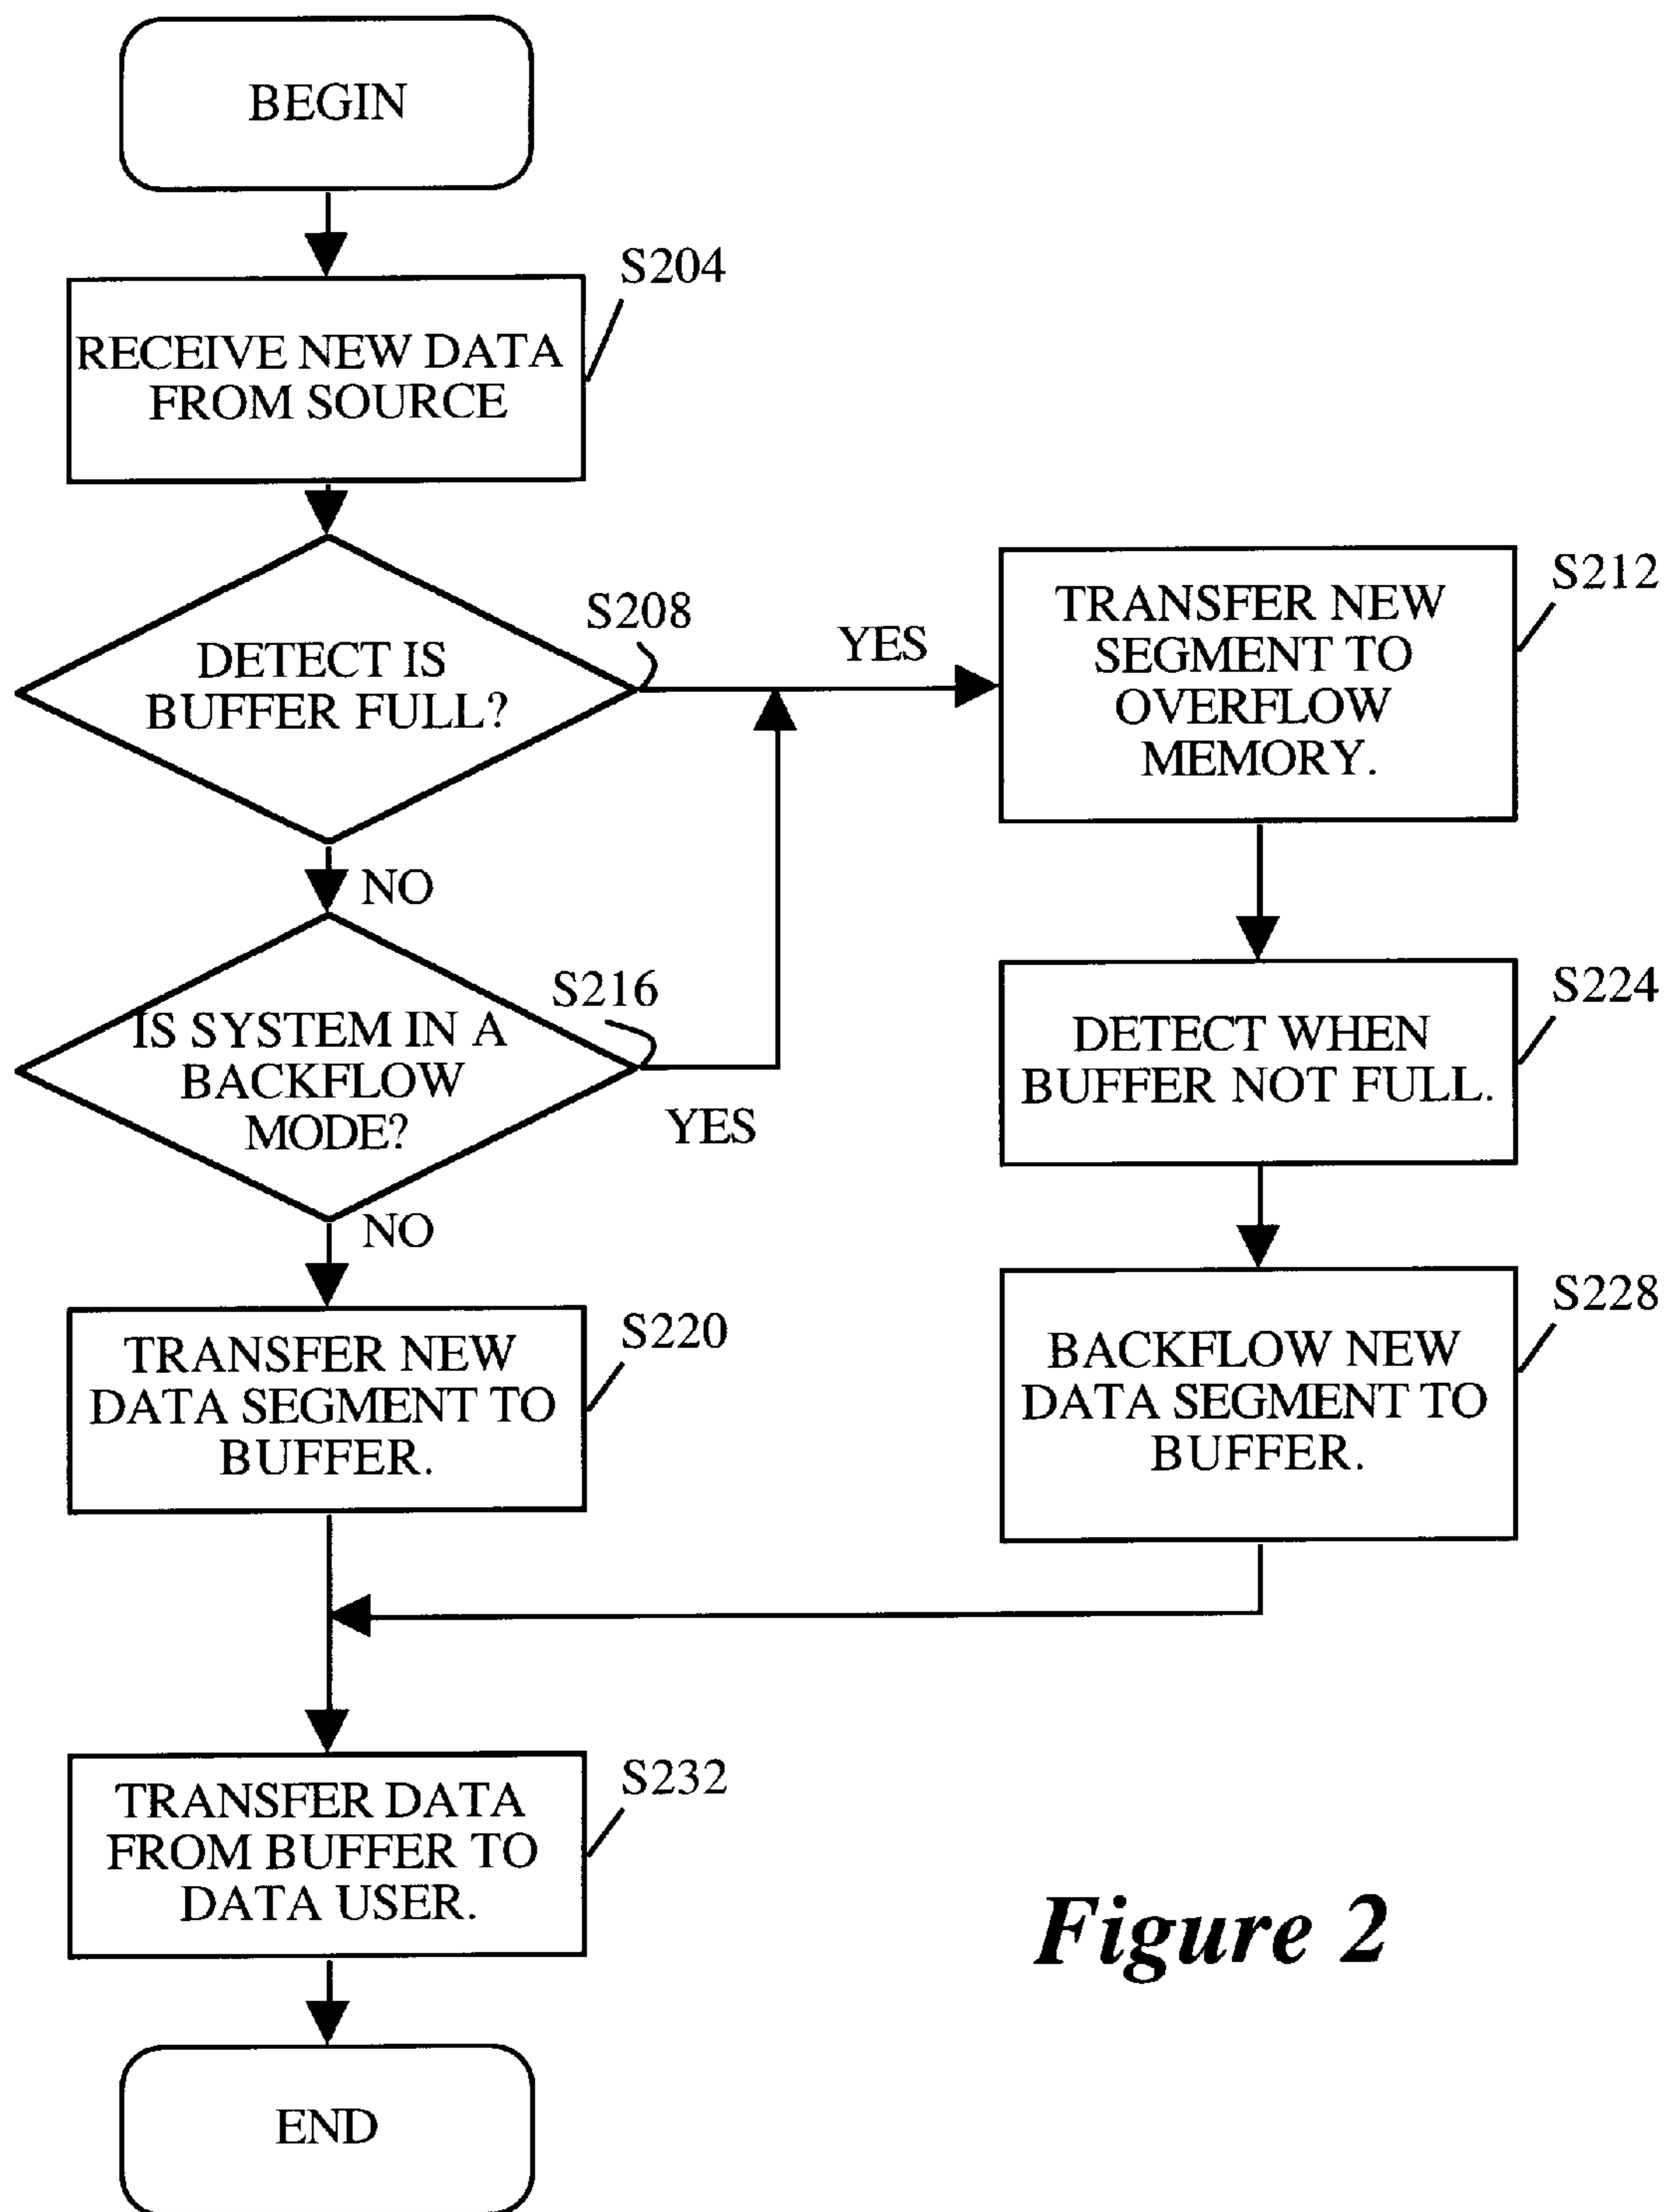 BEGIN
S204
RECEIVE NEW DATA
FROM SOURCE
S208
DETECT IS
BUFFER FULL?
YES
NO
S212
TRANSFER NEW
SEGMENT TO
OVERFLOW
MEMORY.
S216
IS SYSTEM IN A
BACKFLOW
MODE?
YES
NO
S224
DETECT WHEN
BUFFER NOT FULL.
S220
TRANSFER NEW
DATA SEGMENT TO
BUFFER.
S228
BACKFLOW NEW
DATA SEGMENT TO
BUFFER.
S232
TRANSFER DATA
FROM BUFFER TO
DATA USER.
END
Figure 2